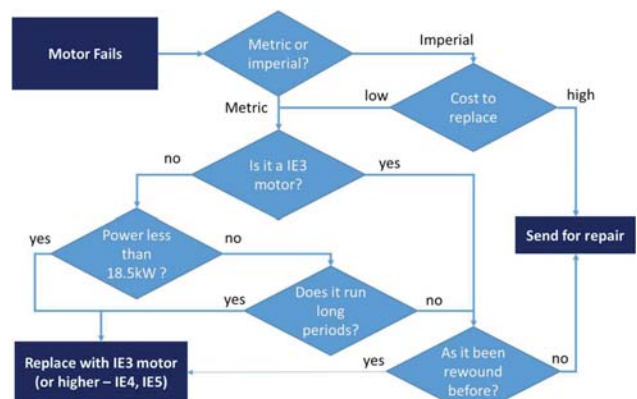 Motor Fails
Metric or
imperial?
Imperial
Metric
low
Cost to
replace
high
no
Is it a IE3
motor?
yes
yes
Power less
than
18.5kW ?
no
Send for repair
yes
Does it run
long
periods?
no
Replace with IE3 motor
(or higher – IE4, IE5)
yes
As it been
rewound
before?
no